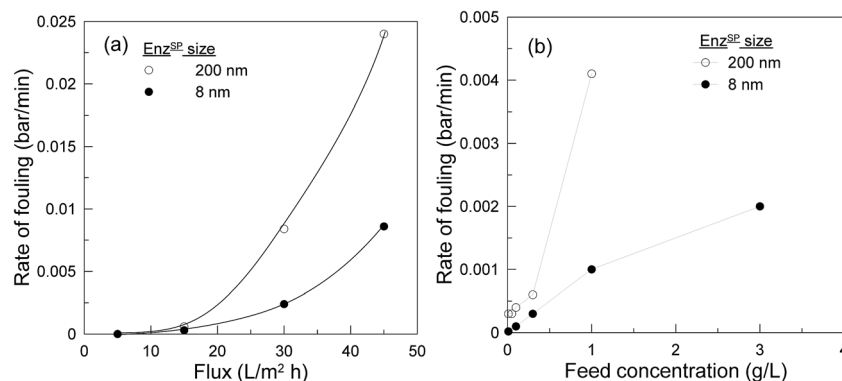 (a)
Enz^SP size
200 nm
8 nm
0.025
0.02
0.015
0.01
0.005
0
Rate of fouling (bar/min)
0 10 20 30 40 50
Flux (L/m² h)
(b)
Enz^SP size
200 nm
8 nm
0.005
0.004
0.003
0.002
0.001
0.000
Rate of fouling (bar/min)
0 1 2 3 4
Feed concentration (g/L)